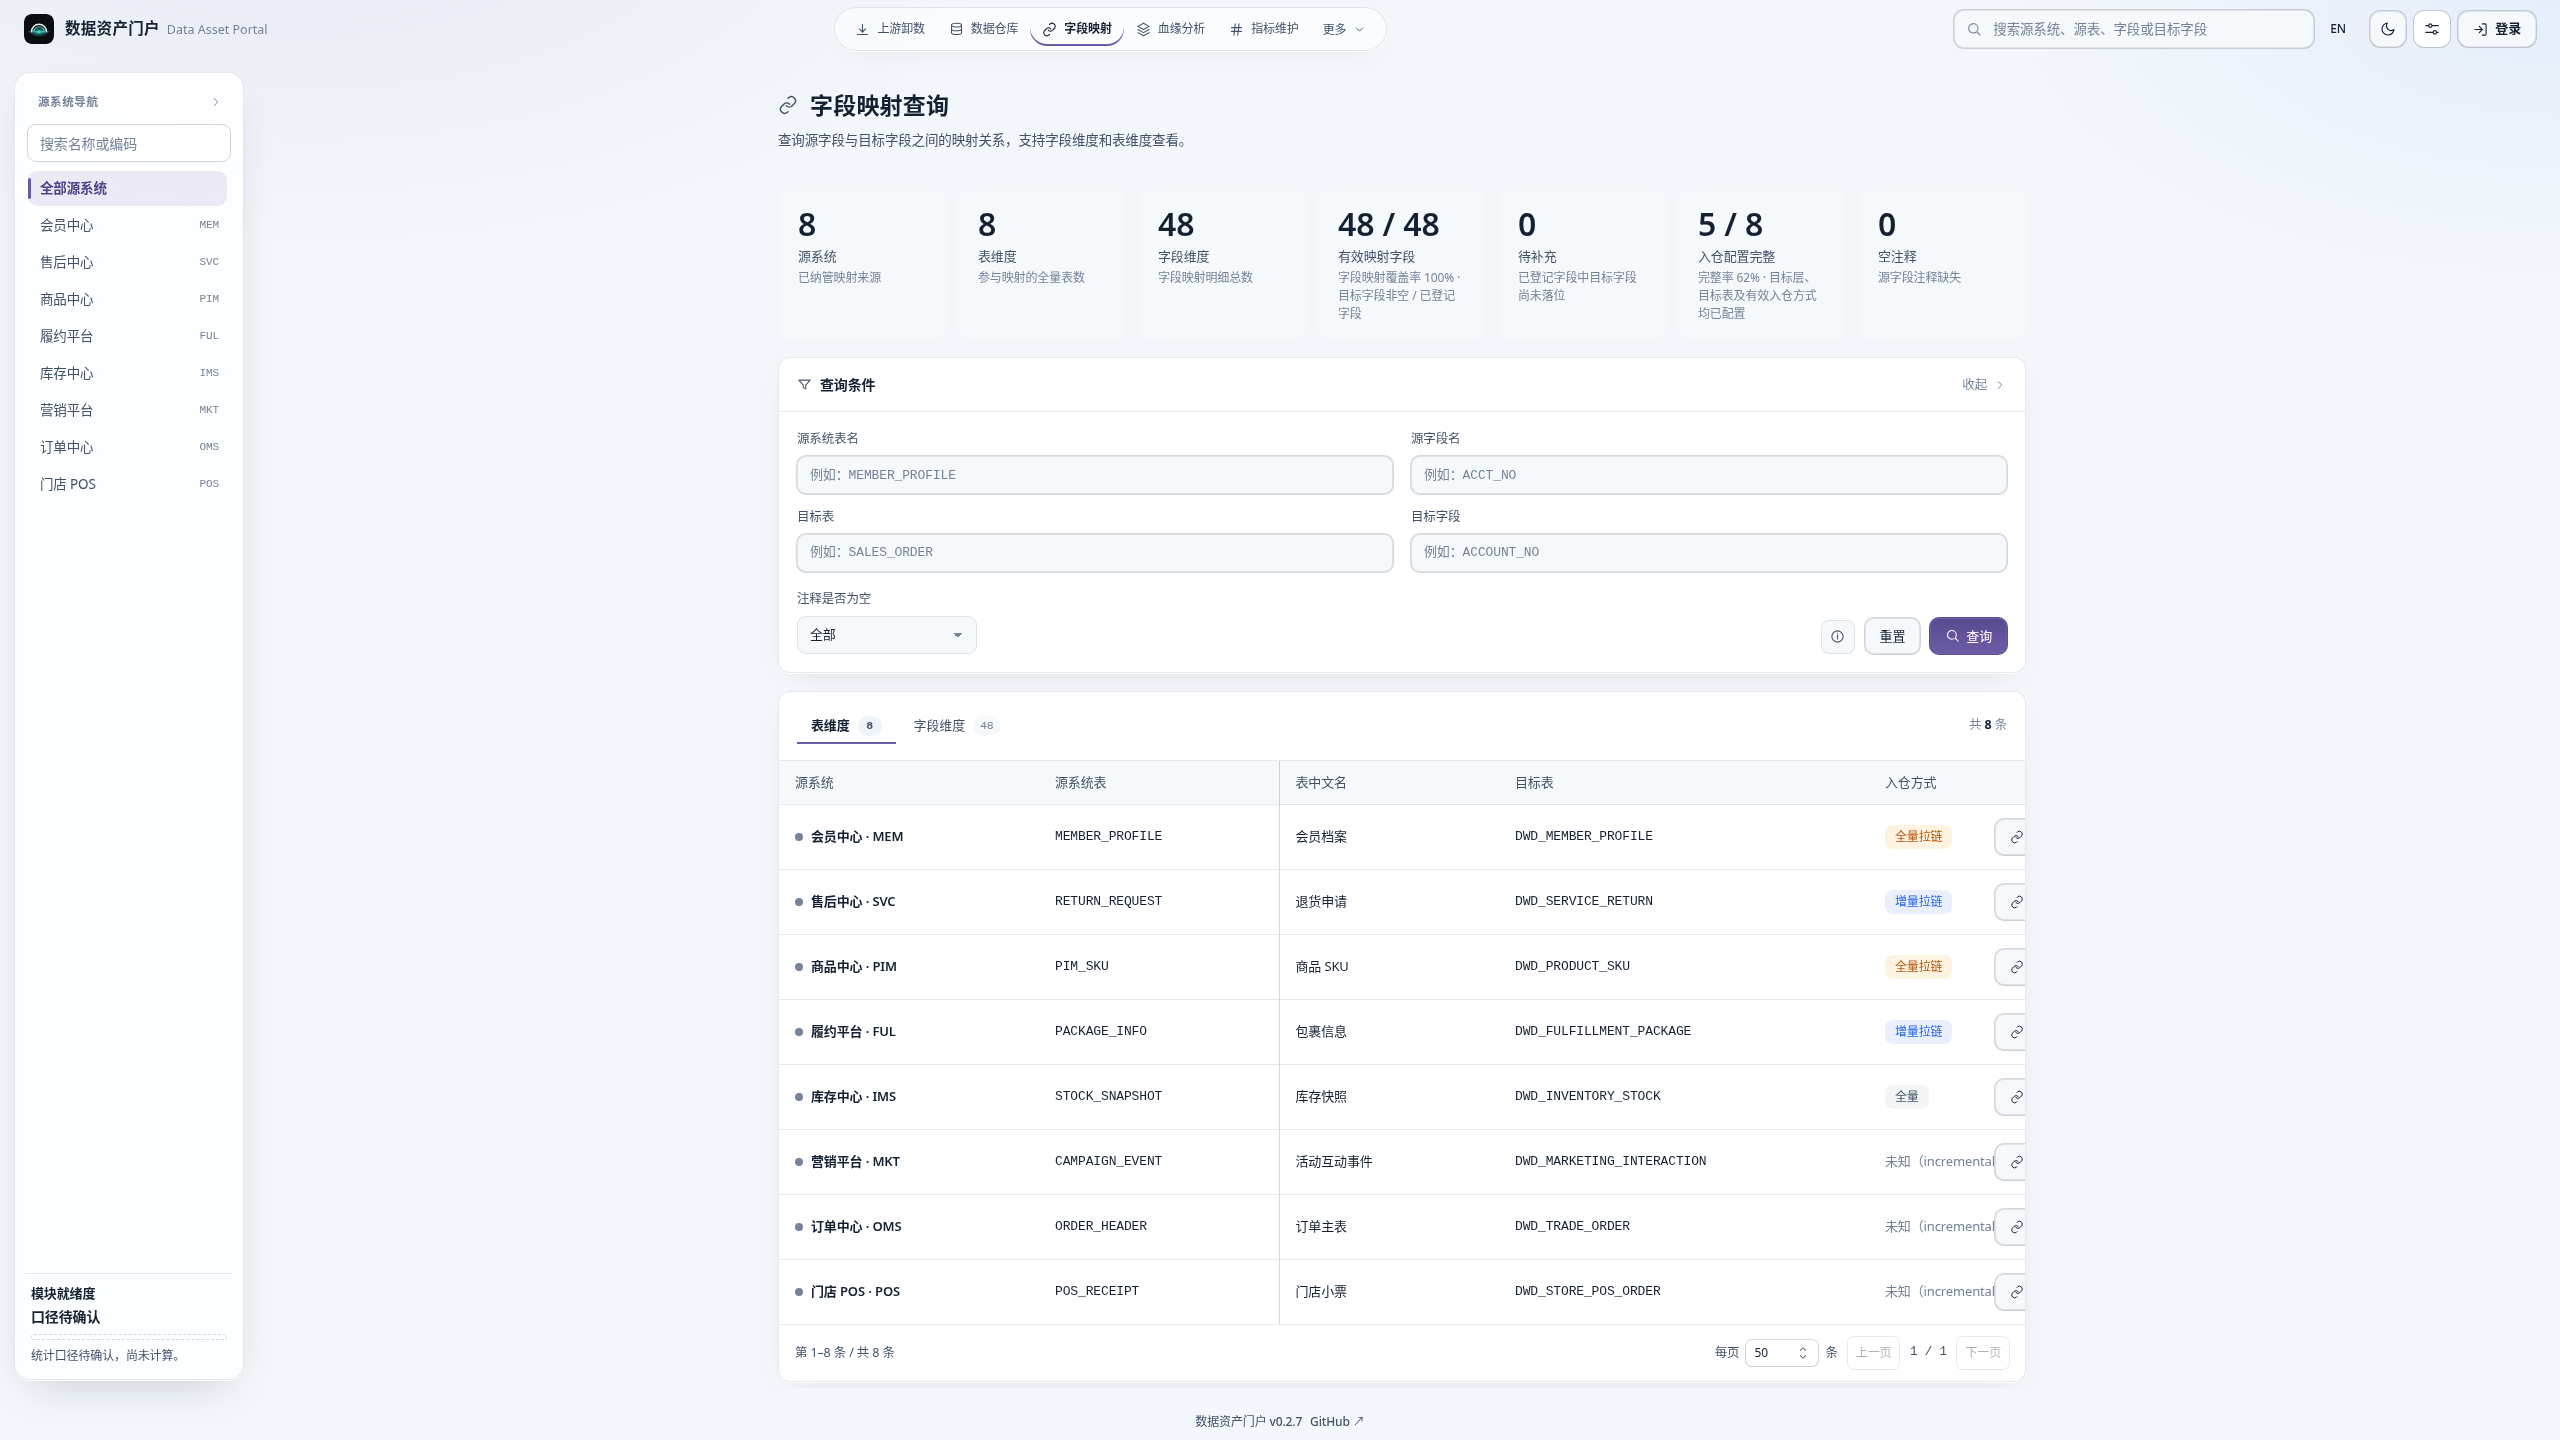 数据资产门户 Data Asset Portal
上游卸数 数据仓库 字段映射 血缘分析 指标维护 更多
搜索源系统、源表、字段或目标字段 EN 登录
源系统导航
搜索名称或编码
全部源系统
会员中心 MEM
售后中心 SVC
商品中心 PIM
履约平台 FUL
库存中心 IMS
营销平台 MKT
订单中心 OMS
门店 POS POS
模块就绪度
口径待确认
统计口径待确认，尚未计算。
字段映射查询
查询源字段与目标字段之间的映射关系，支持字段维度和表维度查看。
8
源系统
已纳管映射来源
8
表维度
参与映射的全量表数
48
字段维度
字段映射明细总数
48 / 48
有效映射字段
字段映射覆盖率 100% ·
目标字段非空 / 已登记
字段
0
待补充
已登记字段中目标字段
尚未落位
5 / 8
入仓配置完整
完整率 62% · 目标层、
目标表及有效入仓方式
均已配置
0
空注释
源字段注释缺失
查询条件 收起
源系统表名 源字段名
例如：MEMBER_PROFILE 例如：ACCT_NO
目标表 目标字段
例如：SALES_ORDER 例如：ACCOUNT_NO
注释是否为空
全部 重置 查询
表维度 8 字段维度 48 共 8 条
源系统 源系统表 表中文名 目标表 入仓方式
会员中心 · MEM MEMBER_PROFILE 会员档案 DWD_MEMBER_PROFILE 全量拉链
售后中心 · SVC RETURN_REQUEST 退货申请 DWD_SERVICE_RETURN 增量拉链
商品中心 · PIM PIM_SKU 商品 SKU DWD_PRODUCT_SKU 全量拉链
履约平台 · FUL PACKAGE_INFO 包裹信息 DWD_FULFILLMENT_PACKAGE 增量拉链
库存中心 · IMS STOCK_SNAPSHOT 库存快照 DWD_INVENTORY_STOCK 全量
营销平台 · MKT CAMPAIGN_EVENT 活动互动事件 DWD_MARKETING_INTERACTION 未知（incremental
订单中心 · OMS ORDER_HEADER 订单主表 DWD_TRADE_ORDER 未知（incremental
门店 POS · POS POS_RECEIPT 门店小票 DWD_STORE_POS_ORDER 未知（incremental
第 1–8 条 / 共 8 条 每页 50 条 上一页 1 / 1 下一页
数据资产门户 v0.2.7 GitHub ↗